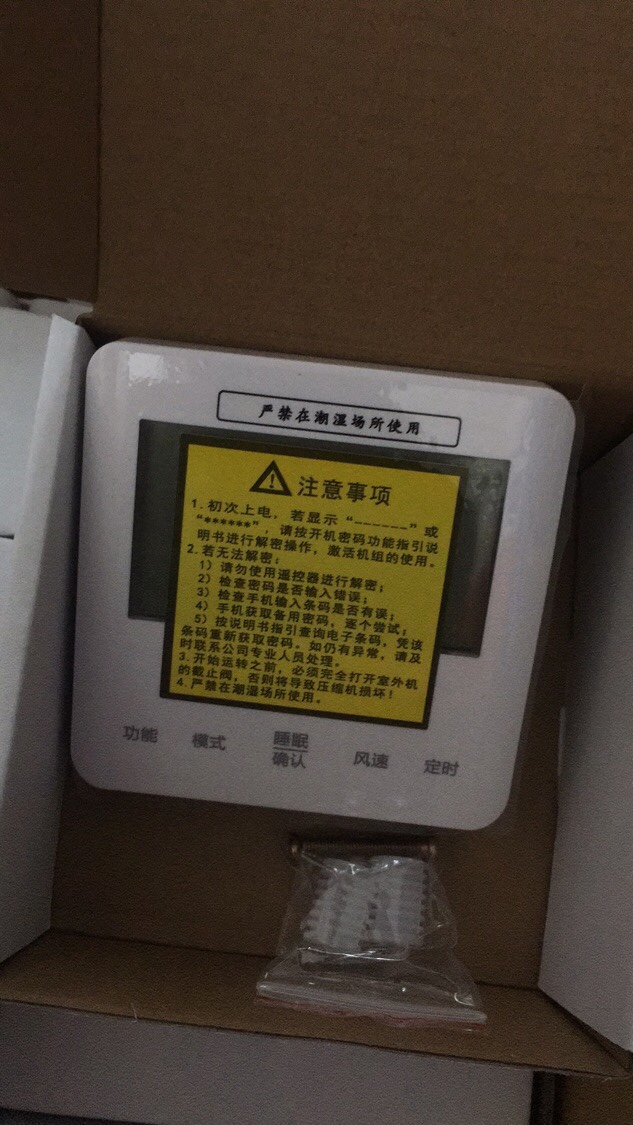 严禁在潮湿场所使用
注意事项
1.初次上电，若显示“------”或
“******”，请按开机密码功能指引说
明书进行解密操作，激活机组的使用。
2.若无法解密：
1）请勿使用遥控器进行解密；
2）检查密码是否输入错误；
3）检查手机输入条码是否有误；
4）手机获取备用密码，逐个尝试；
5）按说明书指引查询电子条码，凭该
条码重新获取密码。如仍有异常，请及
时联系公司专业人员处理。
3.开始运转之前，必须完全打开室外机
的截止阀，否则将导致压缩机损坏！
4.严禁在潮湿场所使用。
功能 模式 睡眠 风速 定时
确认